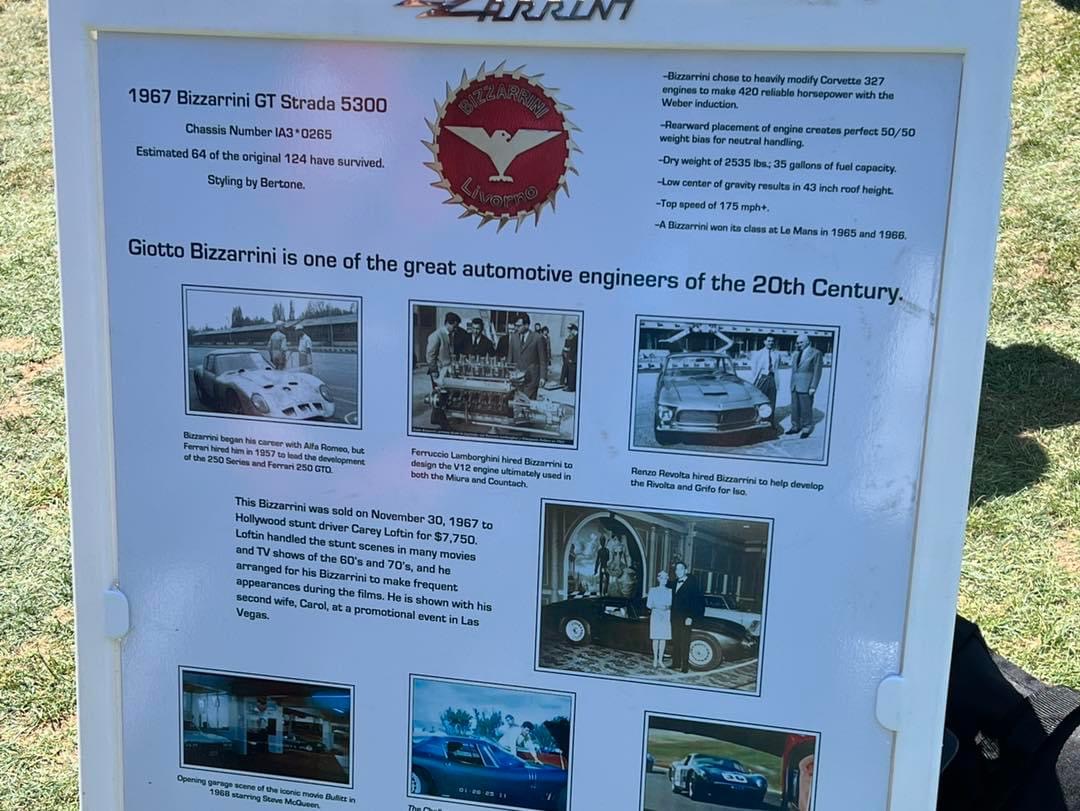 ZARRINI
1967 Bizzarrini GT Strada 5300
Chassis Number IA3*0265
Estimated 64 of the original 124 have survived.
Styling by Bertone.
BIZZARRINI
Livorno
-Bizzarrini chose to heavily modify Corvette 327
engines to make 420 reliable horsepower with the
Weber induction.
-Rearward placement of engine creates perfect 50/50
weight bias for neutral handling.
-Dry weight of 2535 lbs.; 35 gallons of fuel capacity.
-Low center of gravity results in 43 inch roof height.
-Top speed of 175 mph+.
-A Bizzarrini won its class at Le Mans in 1965 and 1966.
Giotto Bizzarrini is one of the great automotive engineers of the 20th Century.
Bizzarrini began his career with Alfa Romeo, but
Ferrari hired him in 1957 to lead the development
of the 250 Series and Ferrari 250 GTO.
Ferruccio Lamborghini hired Bizzarrini to
design the V12 engine ultimately used in
both the Miura and Countach.
Renzo Revolta hired Bizzarrini to help develop
the Rivolta and Grifo for Iso.
This Bizzarrini was sold on November 30, 1967 to
Hollywood stunt driver Carey Loftin for $7,750.
Loftin handled the stunt scenes in many movies
and TV shows of the 60's and 70's, and he
arranged for his Bizzarrini to make frequent
appearances during the films. He is shown with his
second wife, Carol, at a promotional event in Las
Vegas.
Opening garage scene of the iconic movie Bullitt in
1968 starring Steve McQueen.
01:26:25 11
The